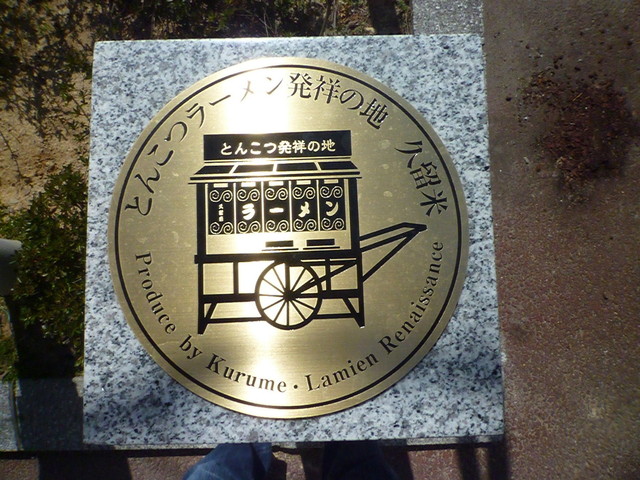 とんこつラーメン発祥の地 久留米
とんこつ発祥の地
ラーメン
Produce by Kurume・Lamien Renaissance